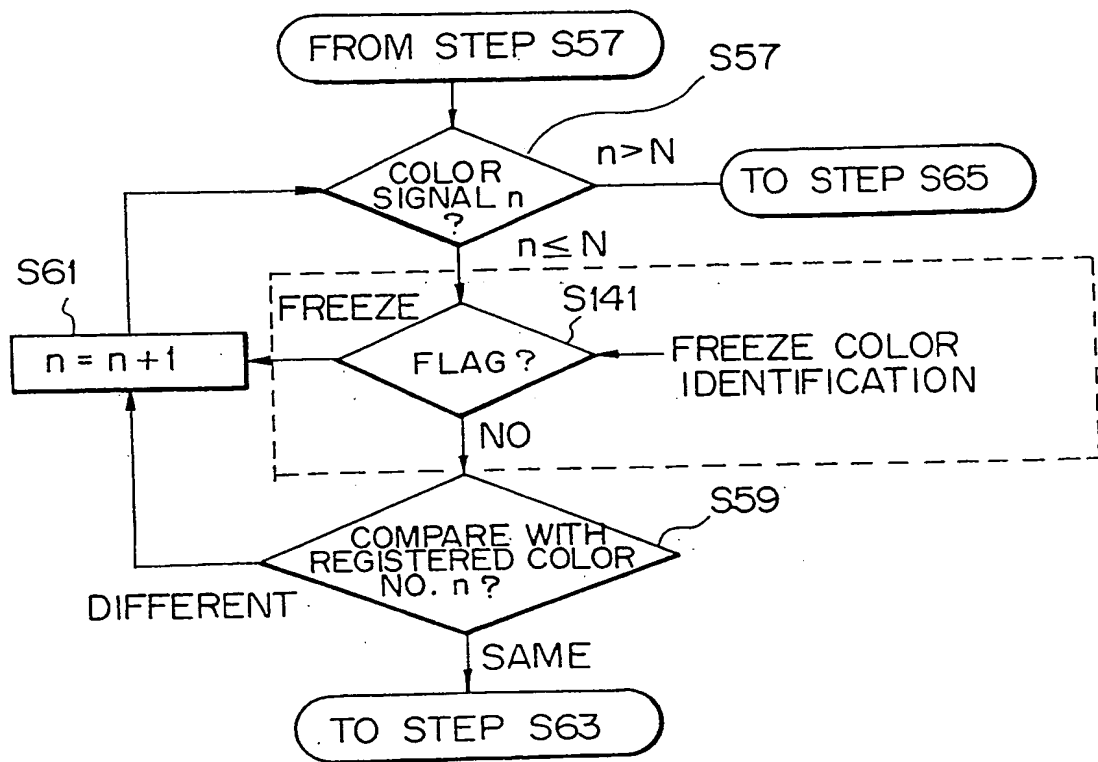 FROM STEP S57
S57
COLOR
SIGNAL n
?
n>N
TO STEP S65
n≤N
S61
n=n+1
FREEZE
S141
FLAG?
FREEZE COLOR
IDENTIFICATION
NO
S59
COMPARE WITH
REGISTERED COLOR
NO. n?
DIFFERENT
SAME
TO STEP S63